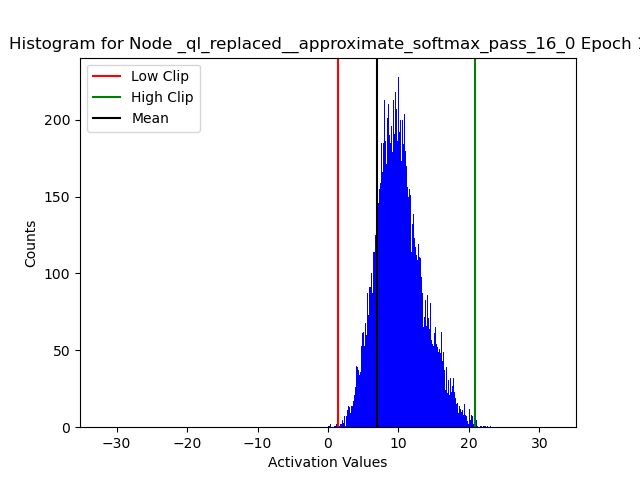 Histogram for Node _ql_replaced__approximate_softmax_pass_16_0 Epoch
Low Clip
High Clip
Mean
200
150
100
50
0
Counts
−30 −20 −10 0 10 20 30
Activation Values